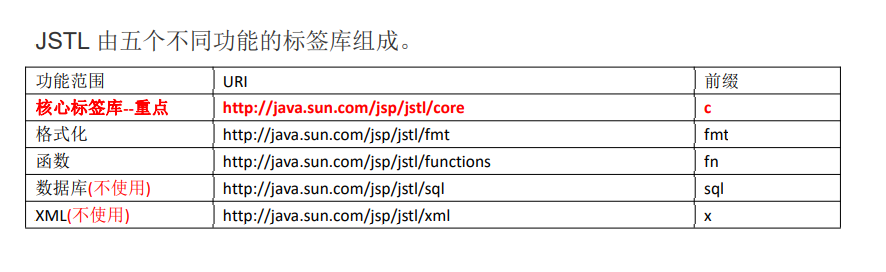 JSTL 由五个不同功能的标签库组成。
功能范围 URI 前缀
核心标签库--重点 http://java.sun.com/jsp/jstl/core c
格式化 http://java.sun.com/jsp/jstl/fmt fmt
函数 http://java.sun.com/jsp/jstl/functions fn
数据库(不使用) http://java.sun.com/jsp/jstl/sql sql
XML(不使用) http://java.sun.com/jsp/jstl/xml x